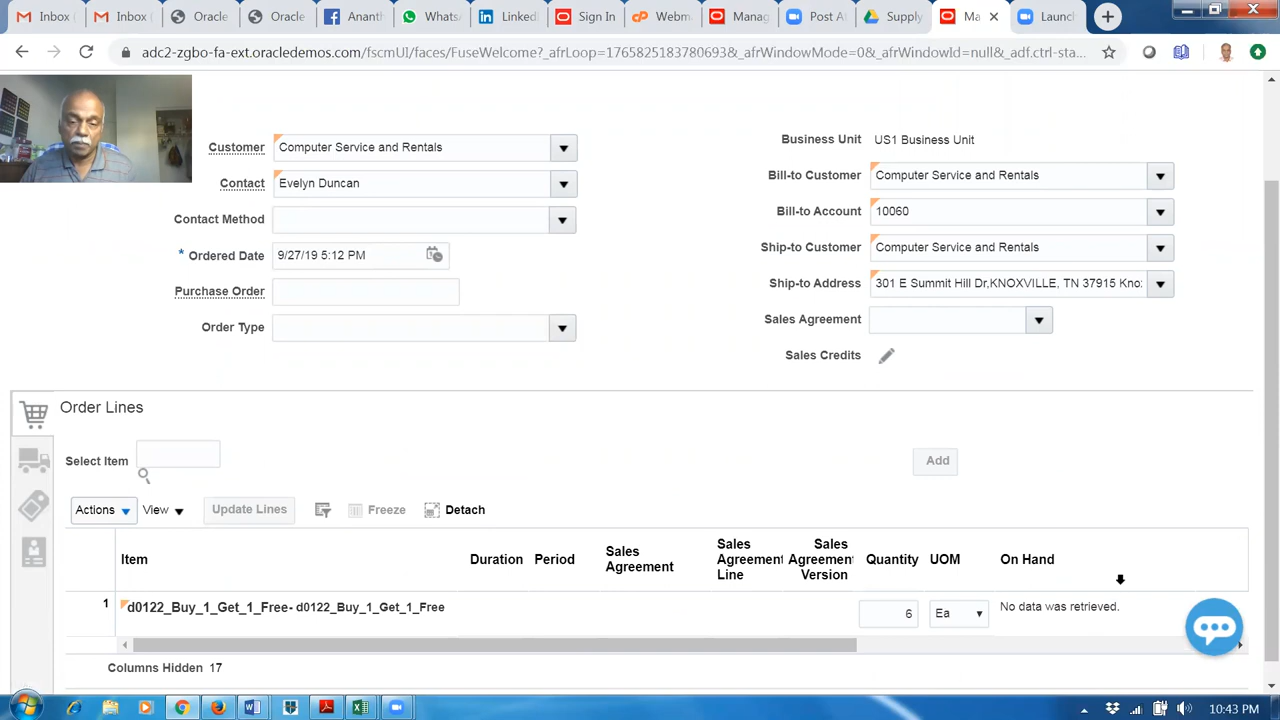 Inbox (
Inbox (
Oracle
Oracl
Ananth
Whats
Linked
Sign In
Webm
Manag
Post A
Supp
Ma
Launc
adc2-zgbo-fa-ext.oracledemos.com/fscmUI/faces/FuseWelcome?_afrLoop=17658251837806 93&_afrWindowMode=0&_afrWindowId=null&_adf.ctrl-sta...
Customer Computer Service and Rentals
Contact Evelyn Duncan
Contact Method
* Ordered Date 9/27/19 5:12 PM
Purchase Order
Order Type
Business Unit US1 Business Unit
Bill-to Customer Computer Service and Rentals
Bill-to Account 10060
Ship-to Customer Computer Service and Rentals
Ship-to Address 301 E Summit Hill Dr,KNOXVILLE, TN 37915 Kno
Sales Agreement
Sales Credits
Order Lines
Select Item
Add
Actions View Update Lines Freeze Detach
Item Duration Period Sales Agreement Sales Agreement Line Sales Agreement Version Quantity UOM On Hand
1 d0122_Buy_1_Get_1_Free- d0122_Buy_1_Get_1_Free 6 Ea No data was retrieved.
Columns Hidden 17
10:43 PM